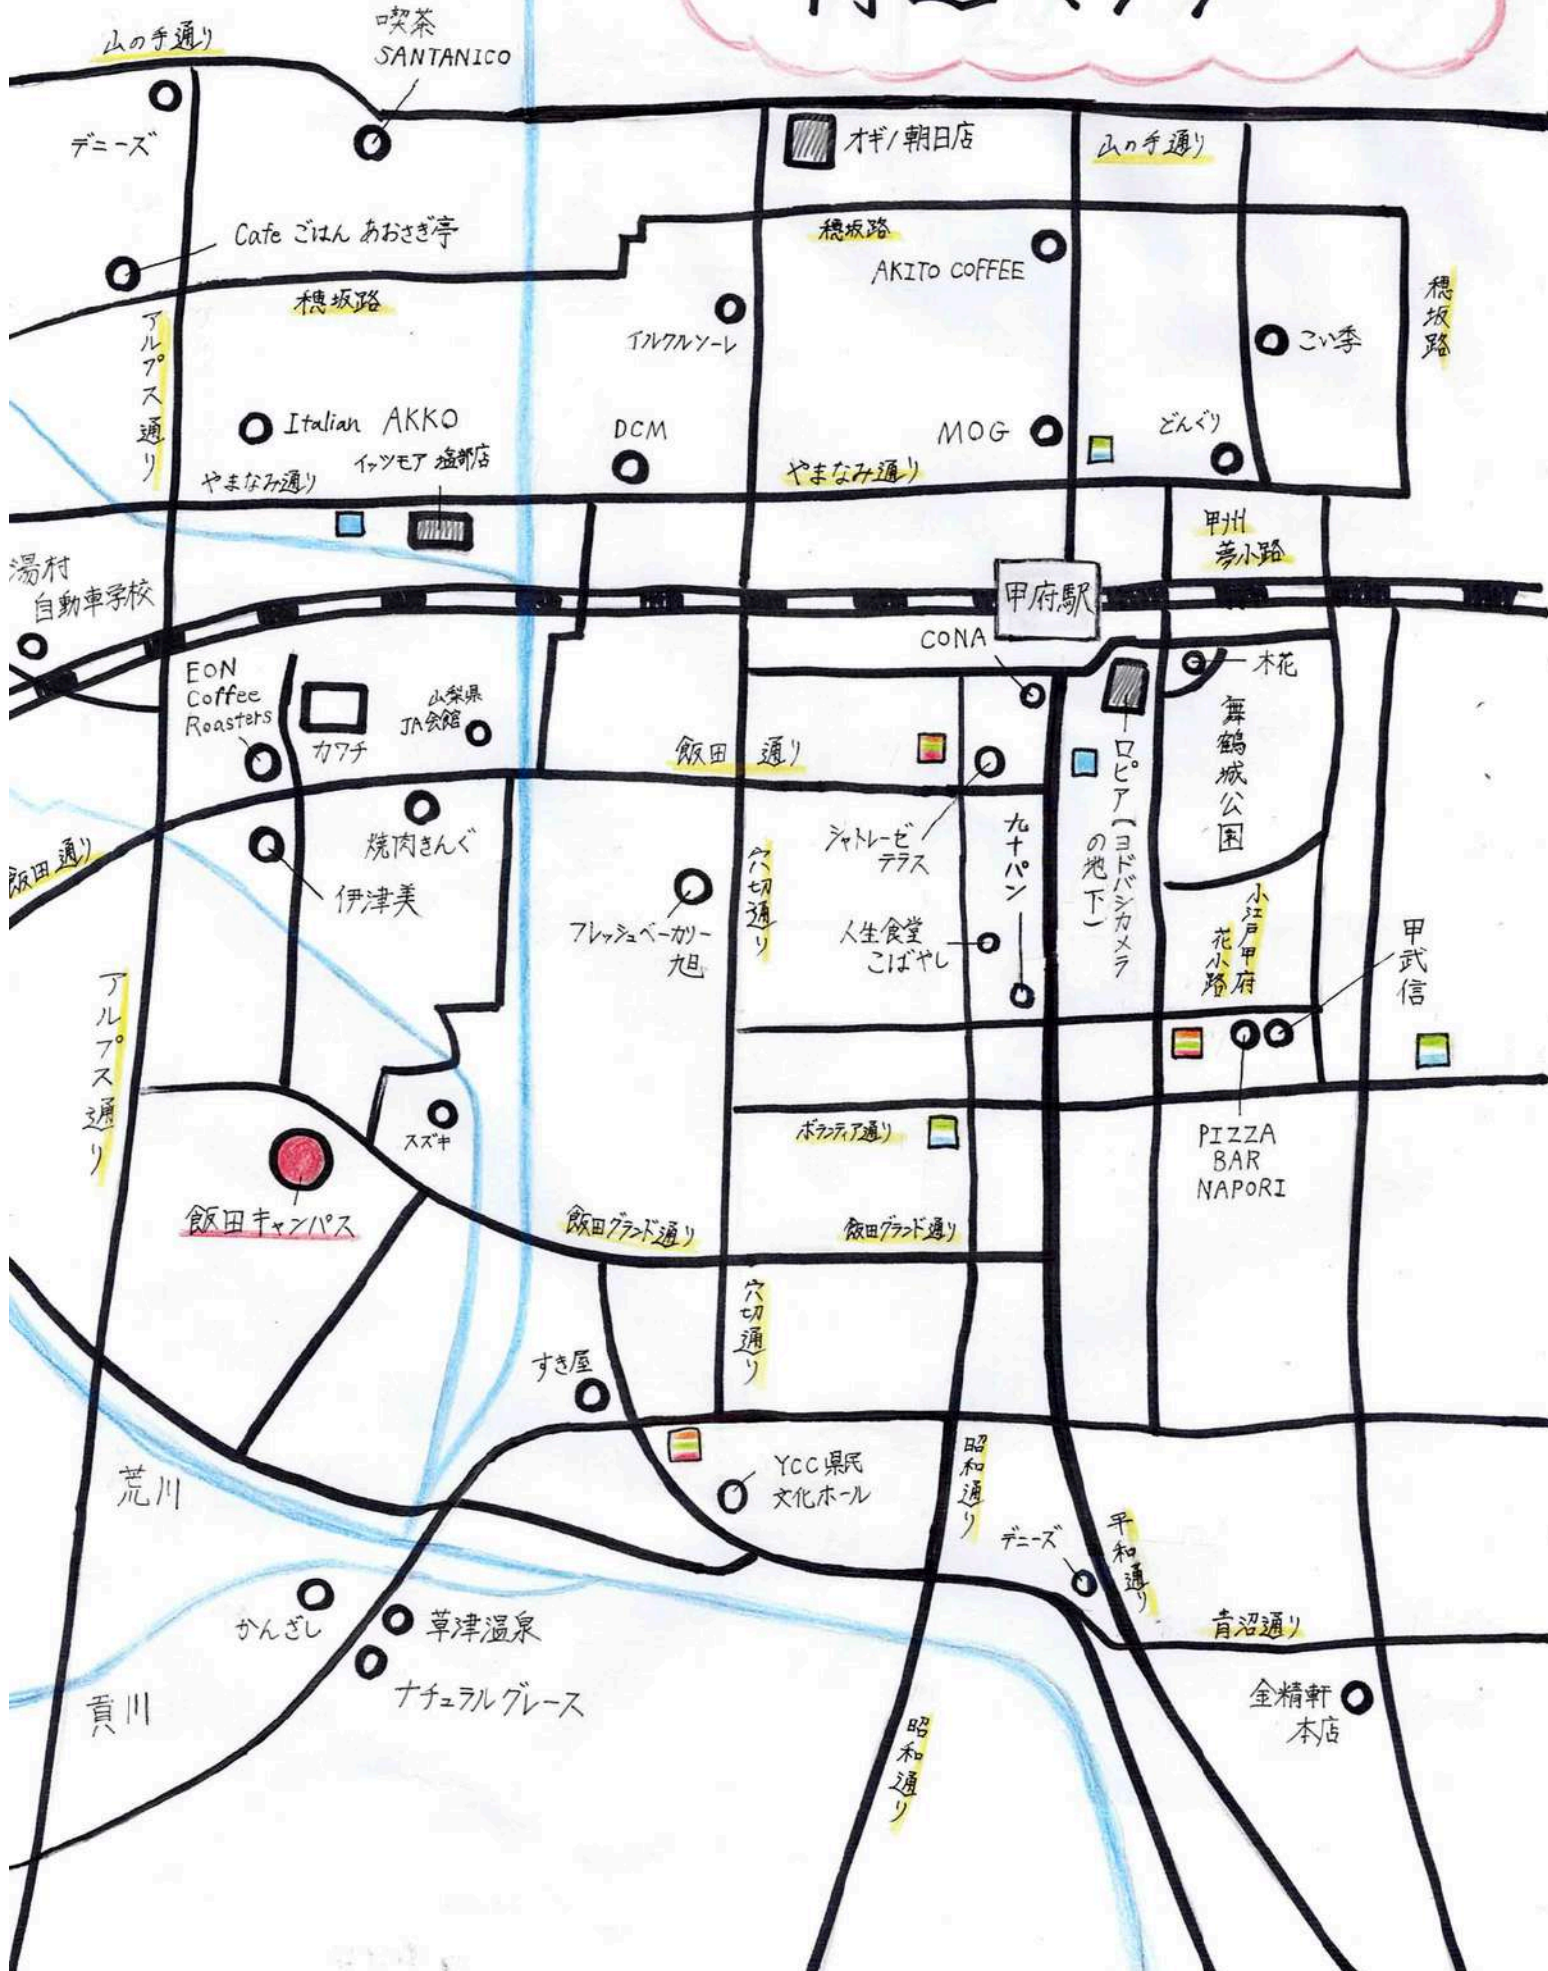 山の手通り
喫茶
SANTANICO
デニーズ
オギノ朝日店
山の手通り
Cafe ごはん あおさぎ亭
穂坂路
穂坂路
AKITO COFFEE
穂坂路
アルプス通り
イルクルソーレ
こい季
Italian AKKO
DCM
MOG
どんぐり
イッツモア 塩部店
やまなみ通り
やまなみ通り
甲州
夢小路
湯村
自動車学校
甲府駅
CONA
木花
EON
Coffee
Roasters
カワチ
山梨県
JA会館
飯田通り
舞鶴城公園
ロピア(ヨドバシカメラ
の地下)
シャトレーゼ
テラス
九十パン
焼肉きんぐ
飯田通り
伊津美
穴切通り
フレッシュベーカリー
旭
人生食堂
こばやし
小江戸甲府
花小路
甲武信
アルプス通り
スズキ
ボランティア通り
PIZZA
BAR
NAPORI
飯田キャンパス
飯田グランド通り
飯田グランド通り
穴切通り
すき屋
荒川
YCC県民
文化ホール
昭和通り
デニーズ
平和通り
かんざし
草津温泉
青沼通り
ナチュラルグレース
貢川
金精軒
本店
昭和通り